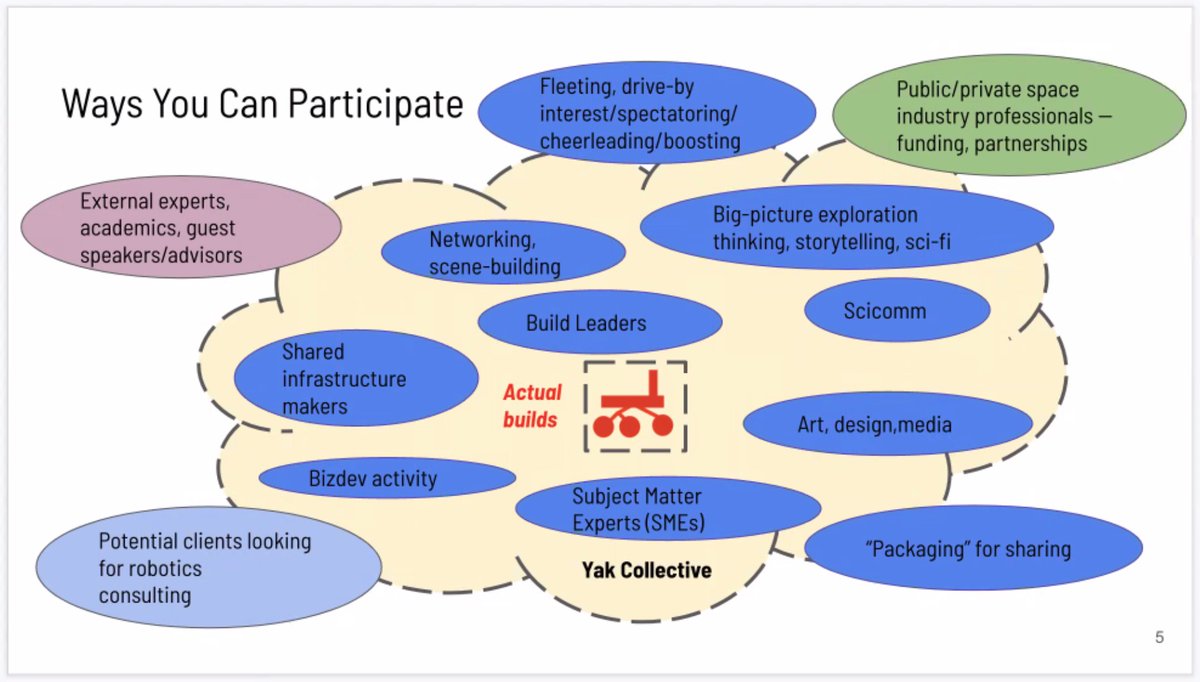 Ways You Can Participate
Fleeting, drive-by
interest/spectatoring/
cheerleading/boosting
Public/private space
industry professionals —
funding, partnerships
External experts,
academics, guest
speakers/advisors
Networking,
scene-building
Big-picture exploration
thinking, storytelling, sci-fi
Build Leaders
Scicomm
Shared
infrastructure
makers
Actual
builds
Art, design,media
Bizdev activity
Subject Matter
Experts (SMEs)
Potential clients looking
for robotics
consulting
“Packaging” for sharing
Yak Collective
5